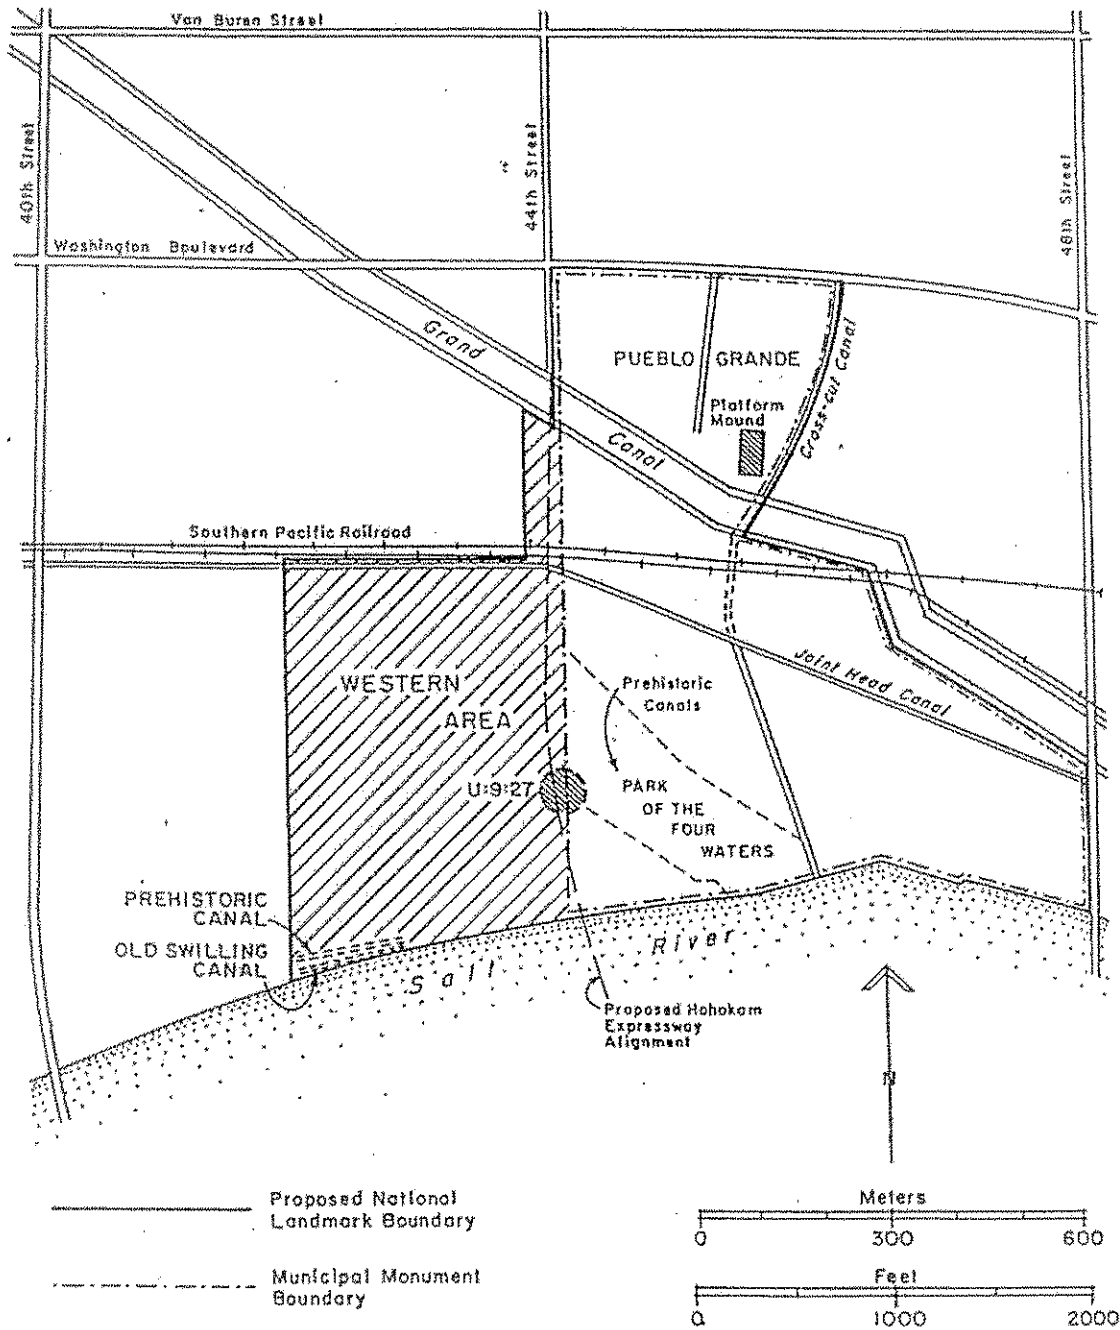 Van Buren Street
40th Street
44th Street
48th Street
Washington Boulevard
Grand
Canal
PUEBLO GRANDE
Platform
Mound
Cross-cut Canal
Southern Pacific Railroad
WESTERN
AREA
Prehistoric
Canals
Joint Head Canal
U:9:27
PARK
OF THE
FOUR
WATERS
PREHISTORIC
CANAL
OLD SWILLING
CANAL
Salt River
Proposed Hohokam
Expressway
Alignment
N
Proposed National
Landmark Boundary
Municipal Monument
Boundary
Meters
0 300 600
Feet
0 1000 2000